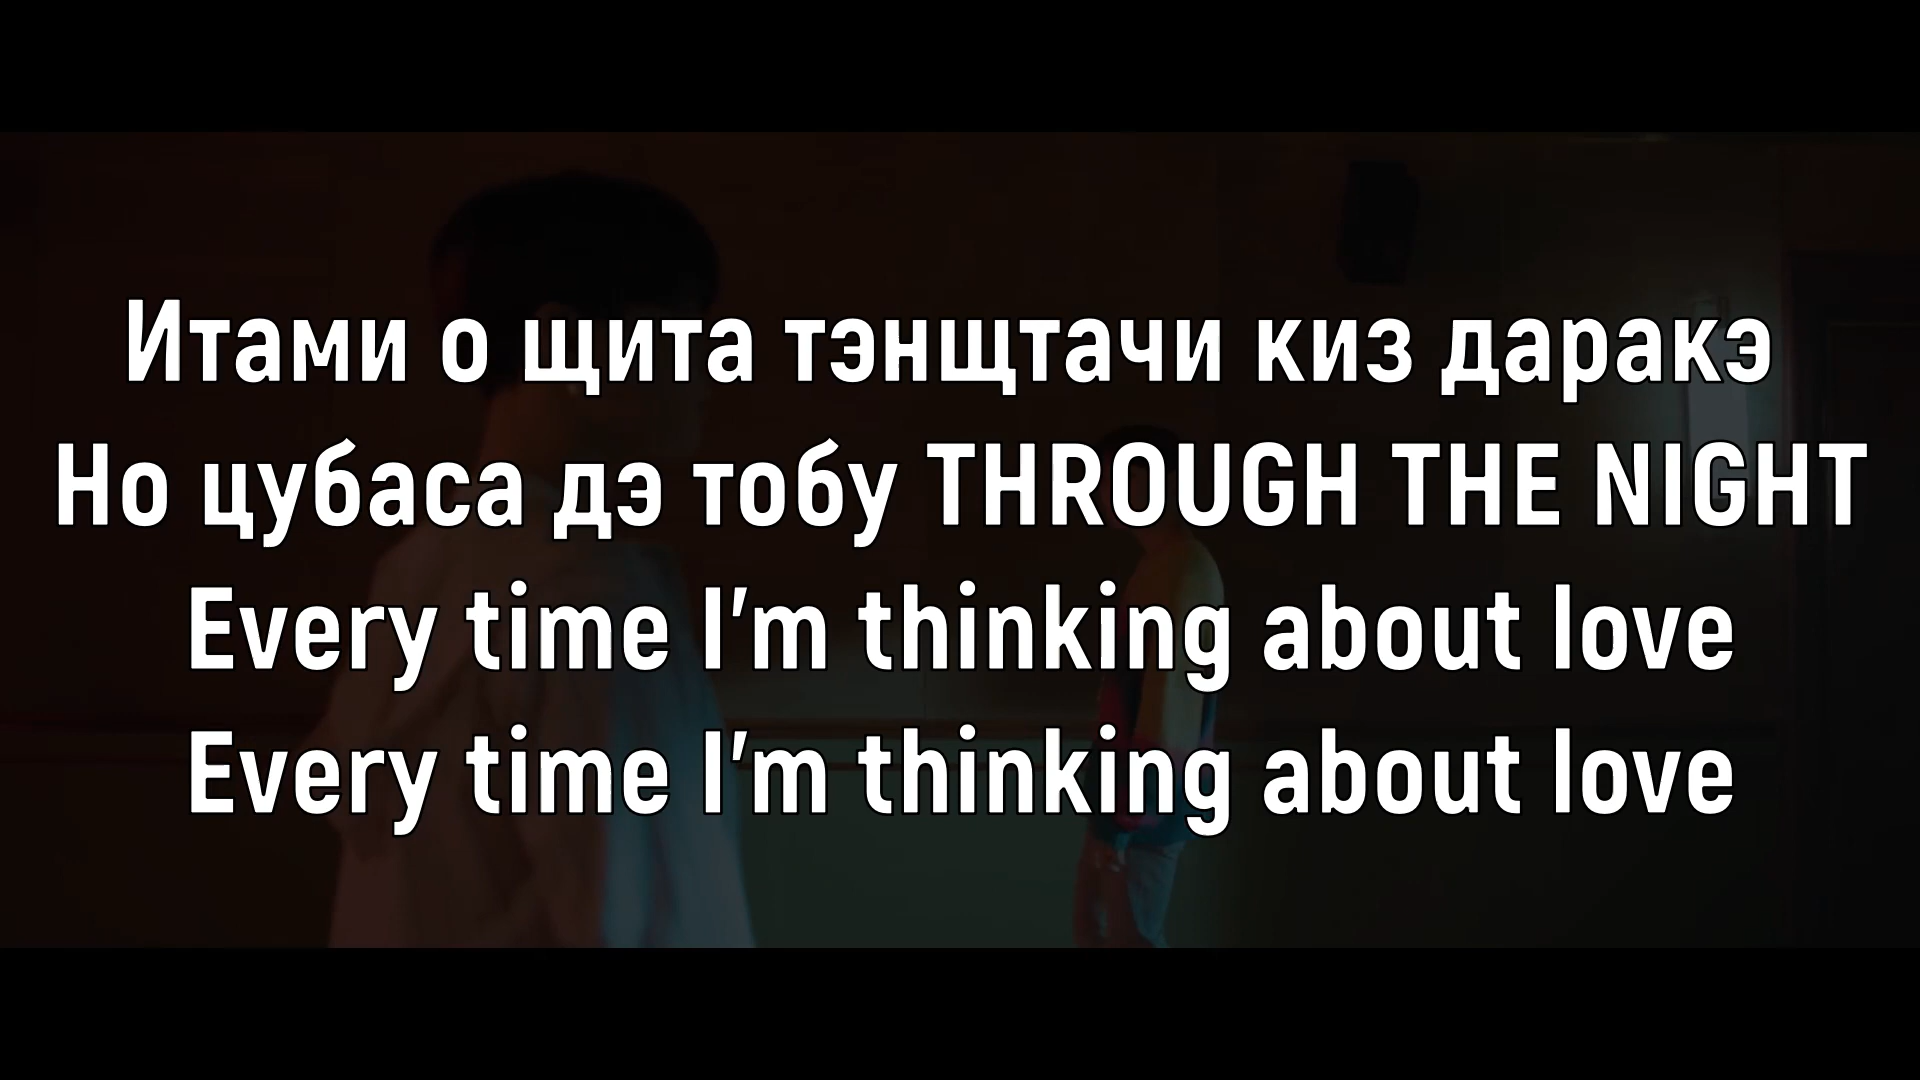 Итами о щита тэнщтачи киз даракэ
Но цубаса дэ тобу THROUGH THE NIGHT
Every time I'm thinking about love
Every time I'm thinking about love